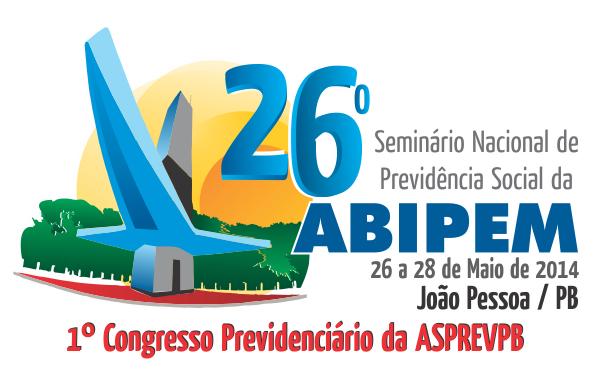 26º
Seminário Nacional de
Previdência Social da
ABIPEM
26 a 28 de Maio de 2014
João Pessoa / PB
1º Congresso Previdenciário da ASPREVPB